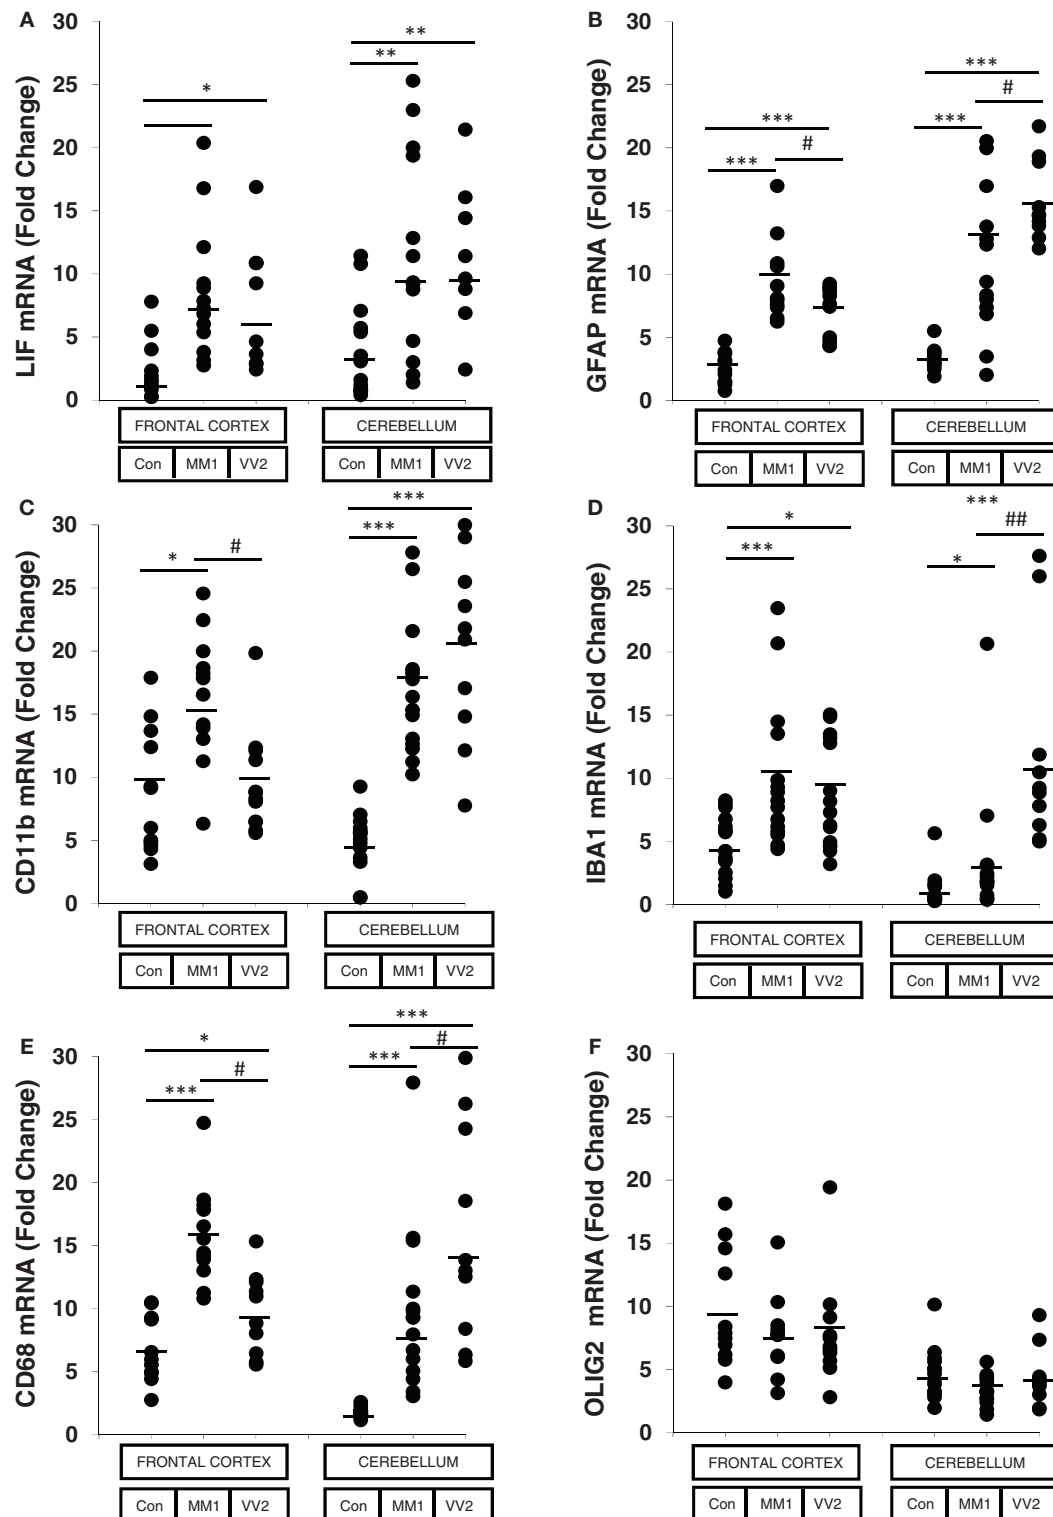 A
LIF mRNA (Fold Change)
30
25
20
15
10
5
0
*
**
**
FRONTAL CORTEX
CEREBELLUM
Con MM1 VV2
Con MM1 VV2
B
GFAP mRNA (Fold Change)
30
25
20
15
10
5
0
***
***
#
***
***
#
FRONTAL CORTEX
CEREBELLUM
Con MM1 VV2
Con MM1 VV2
C
CD11b mRNA (Fold Change)
30
25
20
15
10
5
0
*
#
***
***
FRONTAL CORTEX
CEREBELLUM
Con MM1 VV2
Con MM1 VV2
D
IBA1 mRNA (Fold Change)
30
25
20
15
10
5
0
*
***
***
##
*
FRONTAL CORTEX
CEREBELLUM
Con MM1 VV2
Con MM1 VV2
E
CD68 mRNA (Fold Change)
30
25
20
15
10
5
0
*
#
***
***
#
***
FRONTAL CORTEX
CEREBELLUM
Con MM1 VV2
Con MM1 VV2
F
OLIG2 mRNA (Fold Change)
30
25
20
15
10
5
0
FRONTAL CORTEX
CEREBELLUM
Con MM1 VV2
Con MM1 VV2